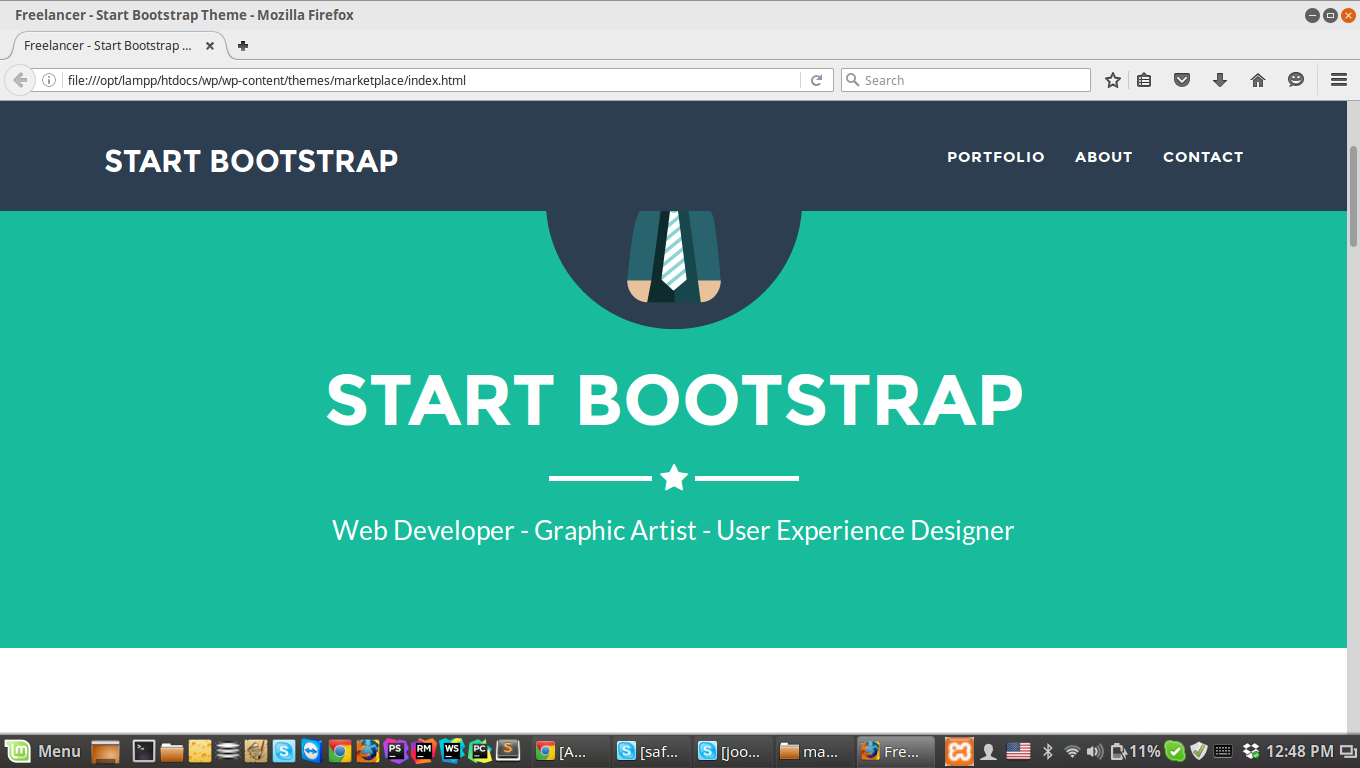 Freelancer - Start Bootstrap Theme - Mozilla Firefox
Freelancer - Start Bootstrap ...
file:///opt/lampp/htdocs/wp/wp-content/themes/marketplace/index.html
Search
START BOOTSTRAP
PORTFOLIO ABOUT CONTACT
START BOOTSTRAP
Web Developer - Graphic Artist - User Experience Designer
Menu PS RM WS PC S [A... [saf... [joo... ma... Fre... 11% 12:48 PM